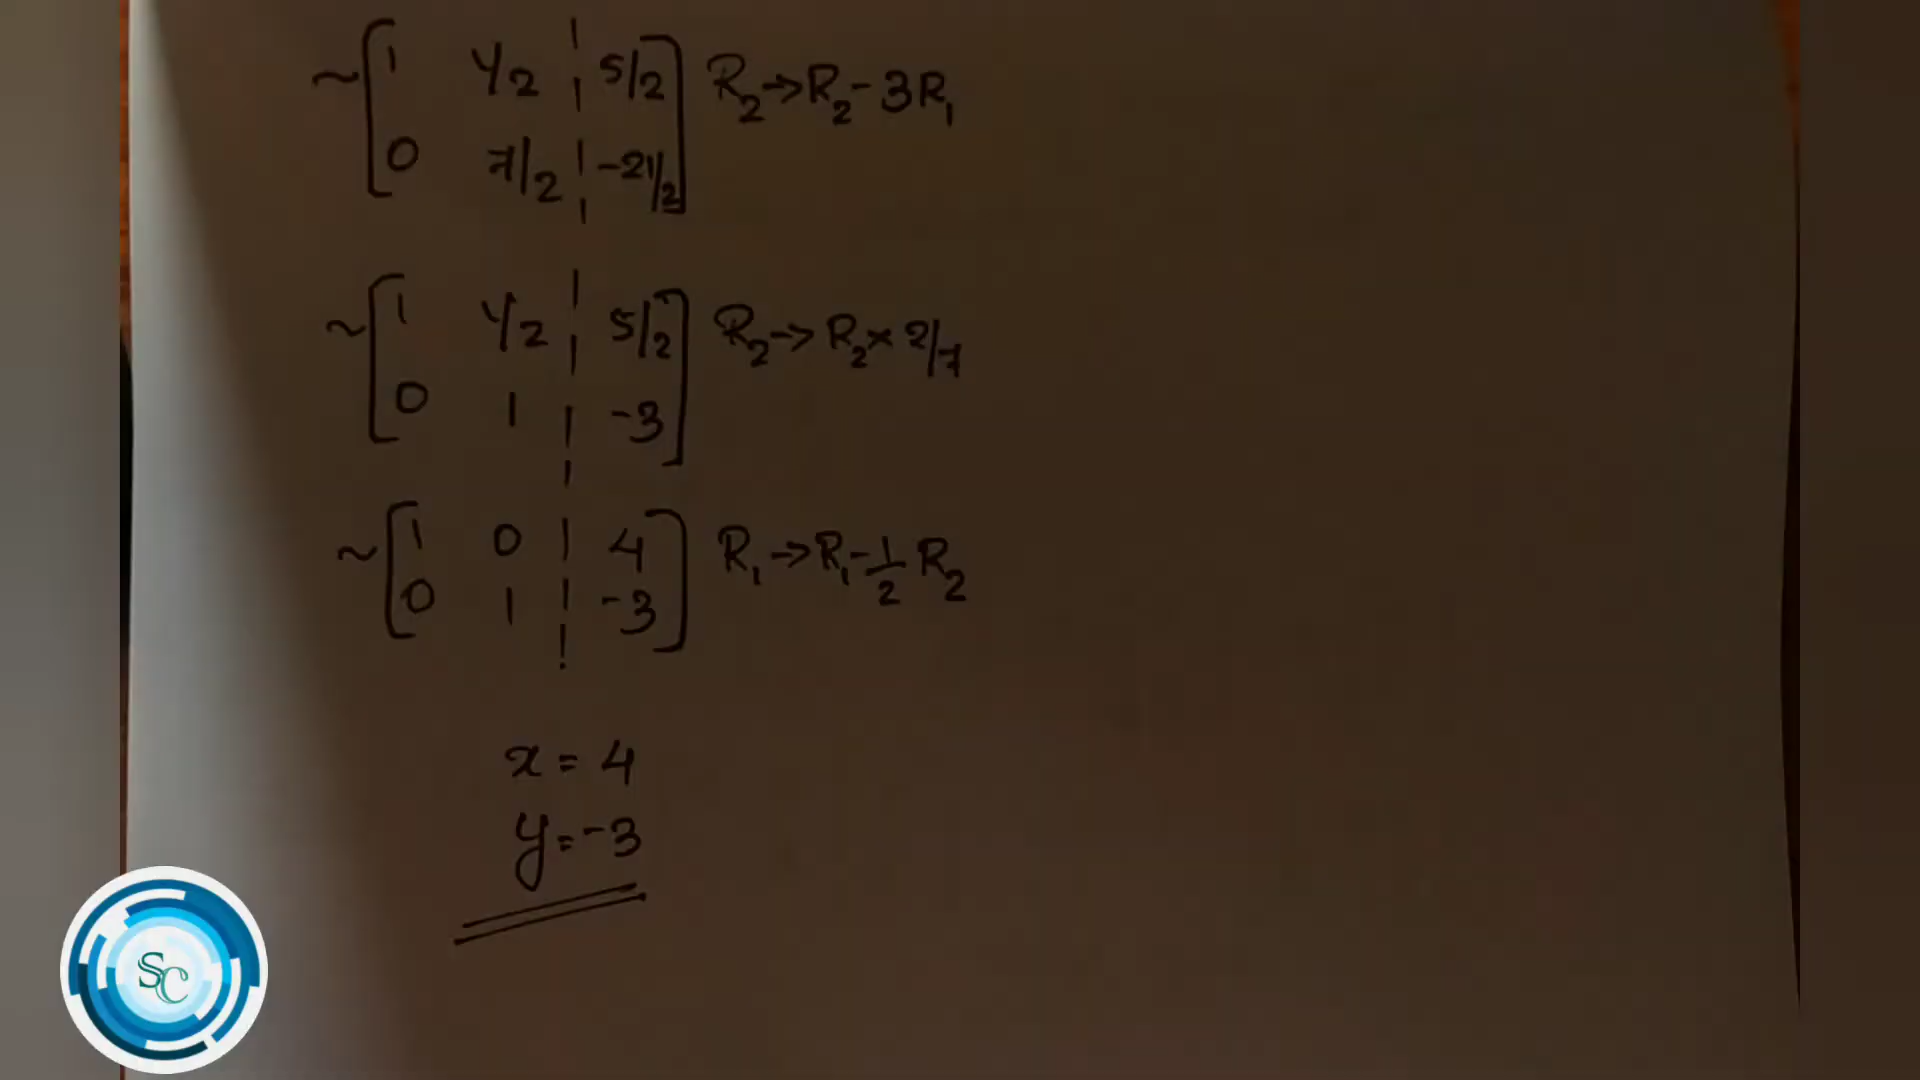 ~[1 1/2 ¦ 5/2] R₂→R₂-3R₁
[0 7/2 ¦ -21/2]
~[1 1/2 ¦ 5/2] R₂→R₂×2/7
[0 1 ¦ -3]
~[1 0 ¦ 4] R₁→R₁-1/2 R₂
[0 1 ¦ -3]
x = 4
y = -3
SC